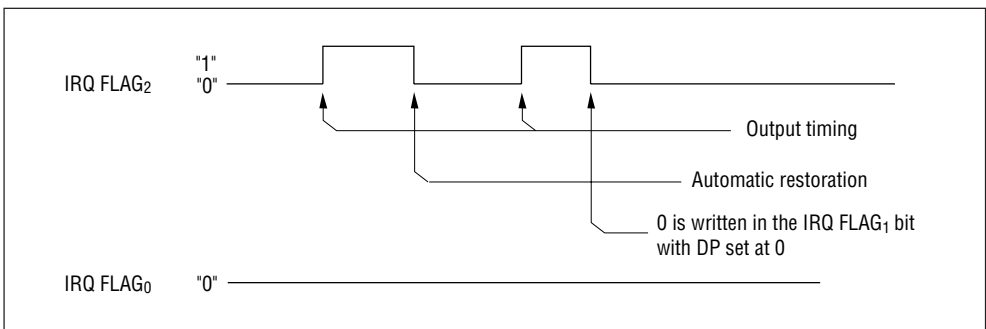 "1"
IRQ FLAG₂ "0"
Output timing
Automatic restoration
0 is written in the IRQ FLAG₁ bit
with DP set at 0
IRQ FLAG₀ "0"